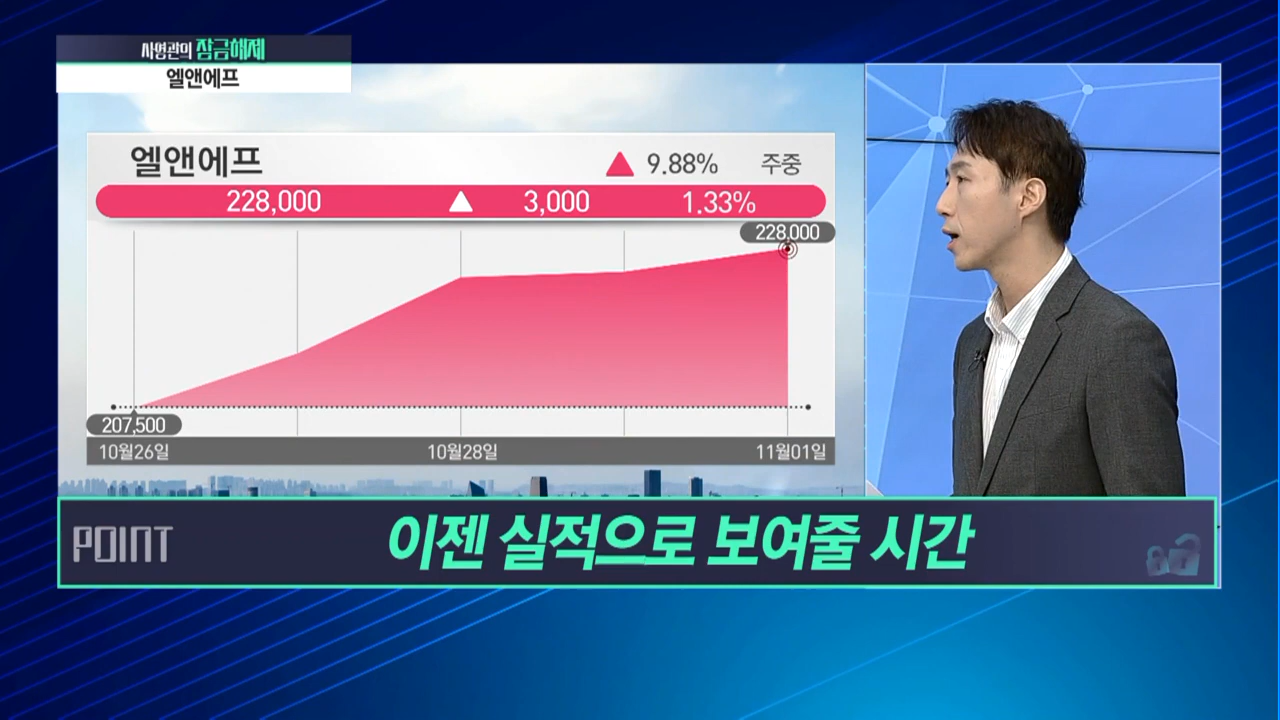 사영관의 잠금해제
엘앤에프
엘앤에프 ▲ 9.88% 주중
228,000 ▲ 3,000 1.33%
228,000
207,500
10월26일 10월28일 11월01일
POINT 이젠 실적으로 보여줄 시간